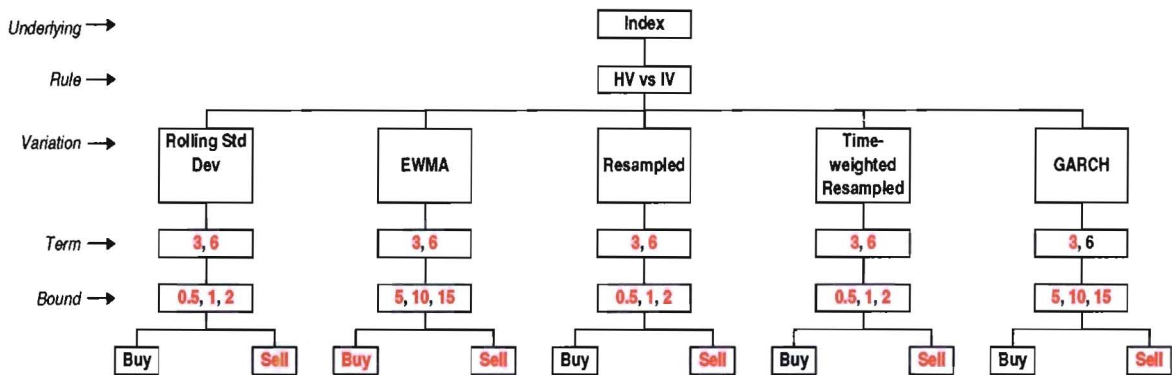 Underlying → Index
Rule → HV vs IV
Variation → Rolling Std Dev EWMA Resampled Time-weighted Resampled GARCH
Term → 3, 6 3, 6 3, 6 3, 6 3, 6
Bound → 0.5, 1, 2 5, 10, 15 0.5, 1, 2 0.5, 1, 2 5, 10, 15
Buy Sell Buy Sell Buy Sell Buy Sell Buy Sell